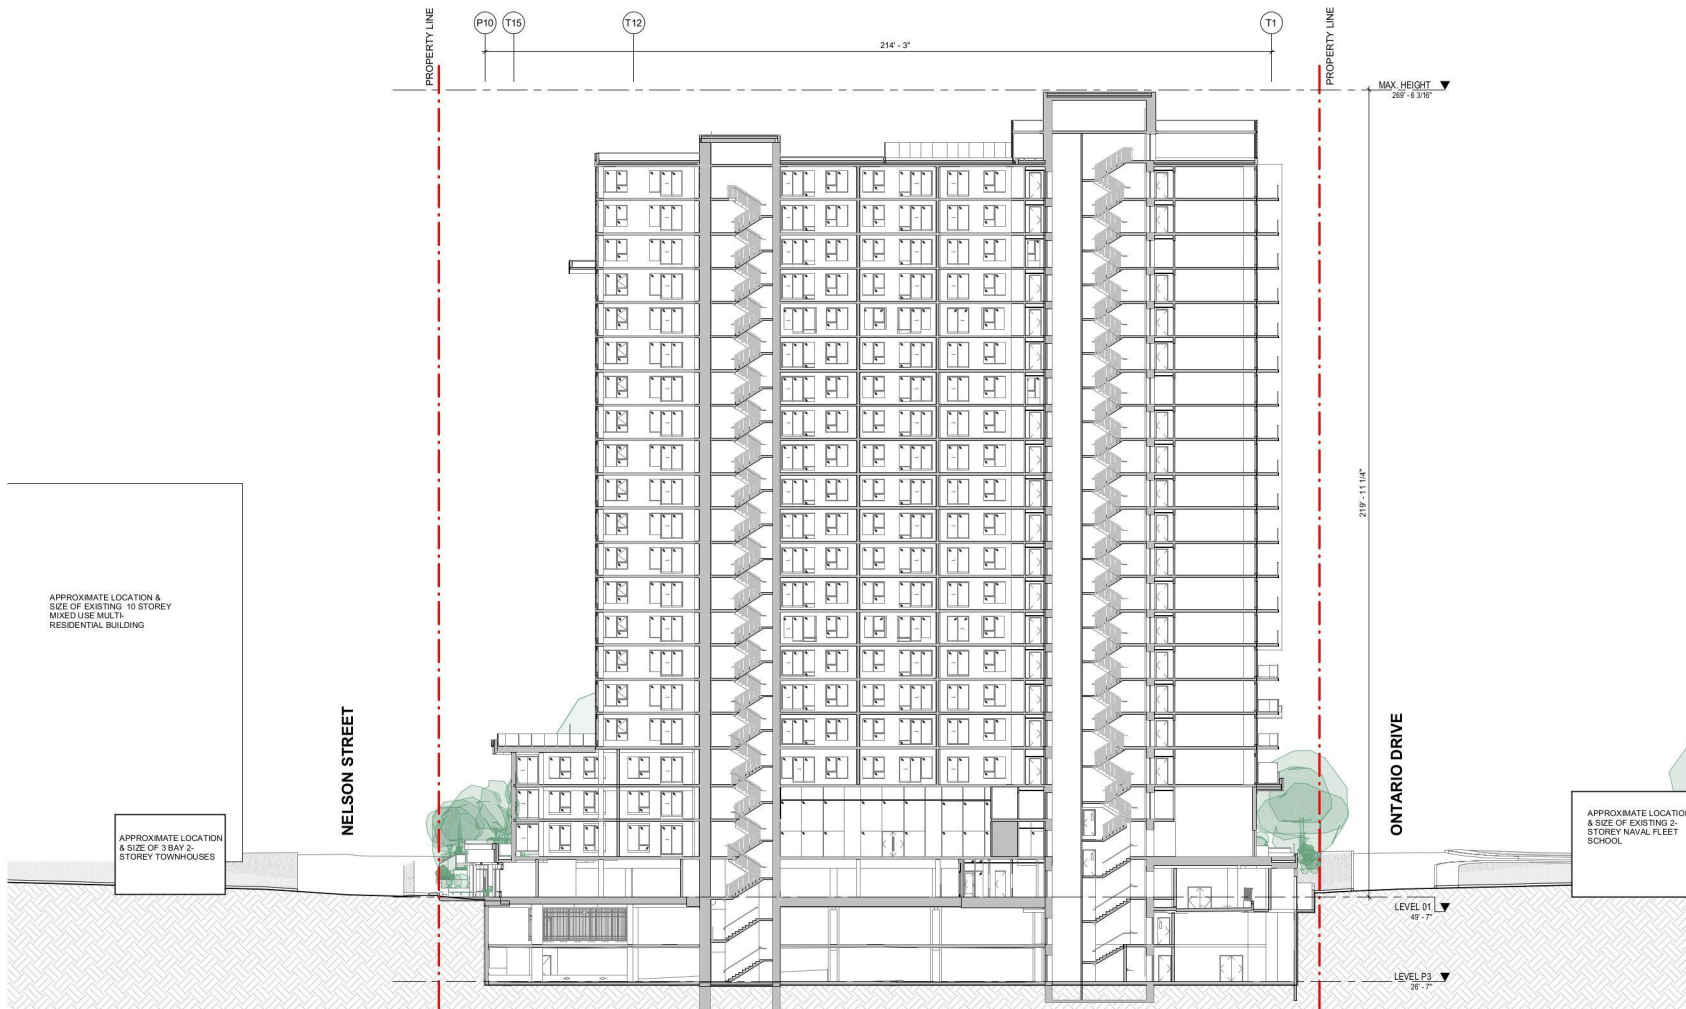 PROPERTY LINE
P10
T15
T12
T1
PROPERTY LINE
214' - 3"
MAX. HEIGHT
269' - 6 3/16"
219' - 11 1/4"
APPROXIMATE LOCATION &
SIZE OF EXISTING 10 STOREY
MIXED USE MULTI-
RESIDENTIAL BUILDING
NELSON STREET
ONTARIO DRIVE
APPROXIMATE LOCATION
& SIZE OF 3 BAY 2-
STOREY TOWNHOUSES
APPROXIMATE LOCATION
& SIZE OF EXISTING 2-
STOREY NAVAL FLEET
SCHOOL
LEVEL 01
49' - 7"
LEVEL P3
26' - 7"